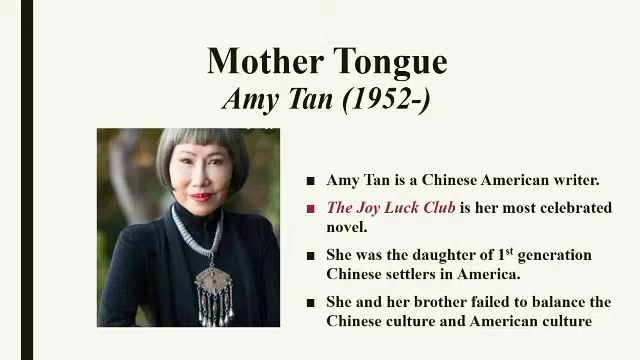 Mother Tongue
Amy Tan (1952-)
■ Amy Tan is a Chinese American writer.
■ The Joy Luck Club is her most celebrated
novel.
■ She was the daughter of 1st generation
Chinese settlers in America.
■ She and her brother failed to balance the
Chinese culture and American culture